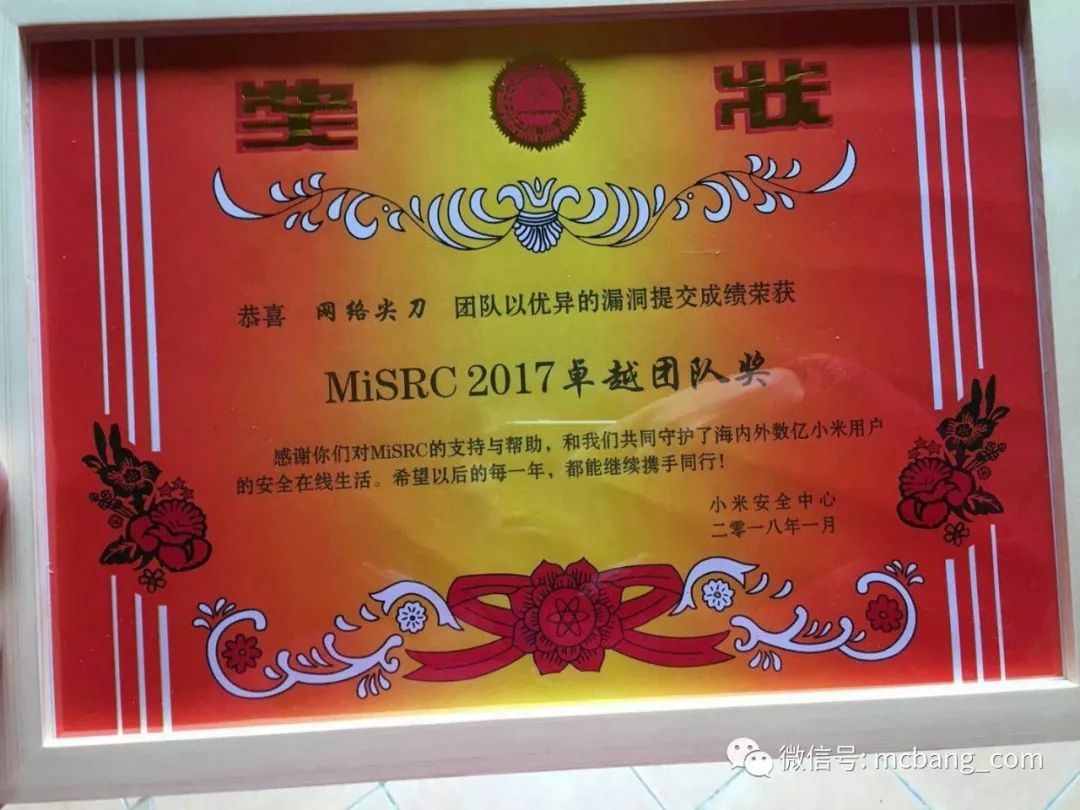 奖 状
恭喜 网络尖刀 团队以优异的漏洞提交成绩荣获
MiSRC 2017卓越团队奖
感谢你们对MiSRC的支持与帮助，和我们共同守护了海内外数亿小米用户
的安全在线生活。希望以后的每一年，都能继续携手同行！
小米安全中心
二零一八年一月
微信号: mcbang_com